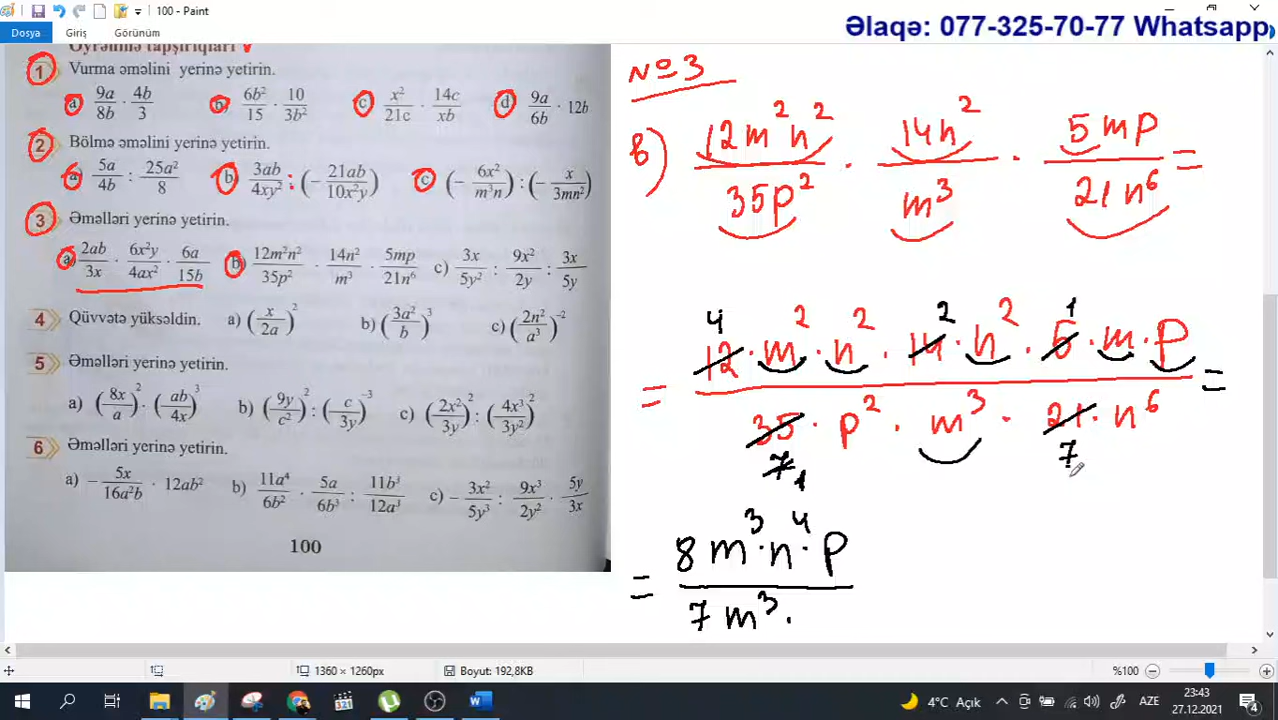 100 - Paint
Dosya Giriş Görünüm
Əlaqə: 077-325-70-77 Whatsapp
Öyrənmə tapşırıqları
1 Vurma əməlini yerinə yetirin.
a) 9a/8b · 4b/3 b) 6b²/15 · 10/3b² c) x²/21c · 14c/xb d) 9a/6b · 12b
2 Bölmə əməlini yerinə yetirin.
a) 5a/4b : 25a²/8 b) 3ab/4xy² : (- 21ab/10x²y) c) (- 6x²/m³n) : (- x/3mn²)
3 Əməlləri yerinə yetirin.
a) 2ab/3x · 6x²y/4ax² · 6a/15b b) 12m²n²/35p² · 14n²/m³ · 5mp/21n⁶ c) 3x/5y² : 9x²/2y : 3x/5y
4 Qüvvətə yüksəldin. a) (x/2a)² b) (3a²/b)³ c) (2n²/a³)⁻²
5 Əməlləri yerinə yetirin.
a) (8x/a)² · (ab/4x)³ b) (9y/c²)² : (c/3y)⁻³ c) (2x²/3y)² : (4x³/3y²)²
6 Əməlləri yerinə yetirin.
a) - 5x/16a²b · 12ab² b) 11a⁴/6b² · 5a/6b³ : 11b³/12a³ c) - 3x²/5y³ : 9x³/2y² · 5y/3x
100
№3
b) 12m²n²/35p² · 14n²/m³ · 5mp/21n⁶ =
4 2 1
= 12 · m² · n² · 14 · n² · 5 · m · p / 35 · p² · m³ · 21 · n⁶ =
7 1 7
= 8m³ · n⁴ · p / 7m³ ·
1360 × 1260px Boyut: 192,8KB %100
4°C Açık AZE 23:43
27.12.2021 4